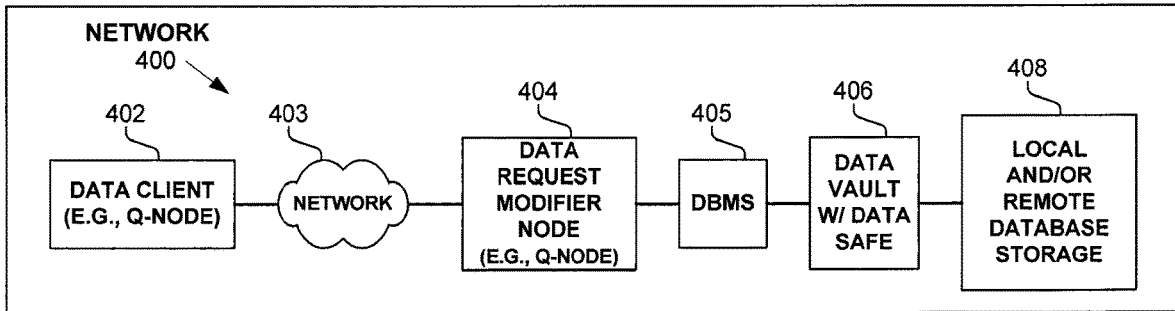 NETWORK
400
402
403
404
405
406
408
DATA CLIENT
(E.G., Q-NODE)
NETWORK
DATA
REQUEST
MODIFIER
NODE
(E.G., Q-NODE)
DBMS
DATA
VAULT
W/ DATA
SAFE
LOCAL
AND/OR
REMOTE
DATABASE
STORAGE